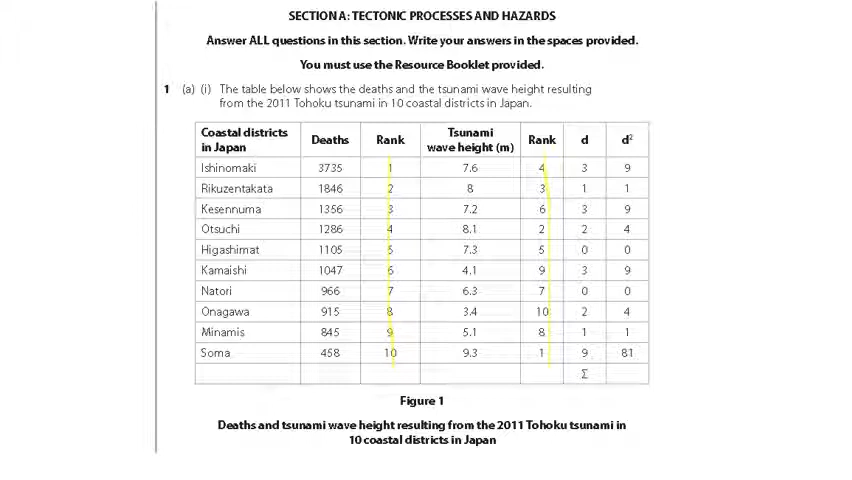 SECTION A: TECTONIC PROCESSES AND HAZARDS
Answer ALL questions in this section. Write your answers in the spaces provided.
You must use the Resource Booklet provided.
1 (a) (i) The table below shows the deaths and the tsunami wave height resulting
from the 2011 Tohoku tsunami in 10 coastal districts in Japan.
Coastal districts in Japan Deaths Rank Tsunami wave height (m) Rank d d²
Ishinomaki 3735 1 7.6 4 3 9
Rikuzentakata 1846 2 8 3 1 1
Kesennuma 1356 3 7.2 6 3 9
Otsuchi 1286 4 8.1 2 2 4
Higashimat 1105 5 7.3 5 0 0
Kamaishi 1047 6 4.1 9 3 9
Natori 966 7 6.3 7 0 0
Onagawa 915 8 3.4 10 2 4
Minamis 845 9 5.1 8 1 1
Soma 458 10 9.3 1 9 81
Σ
Figure 1
Deaths and tsunami wave height resulting from the 2011 Tohoku tsunami in
10 coastal districts in Japan